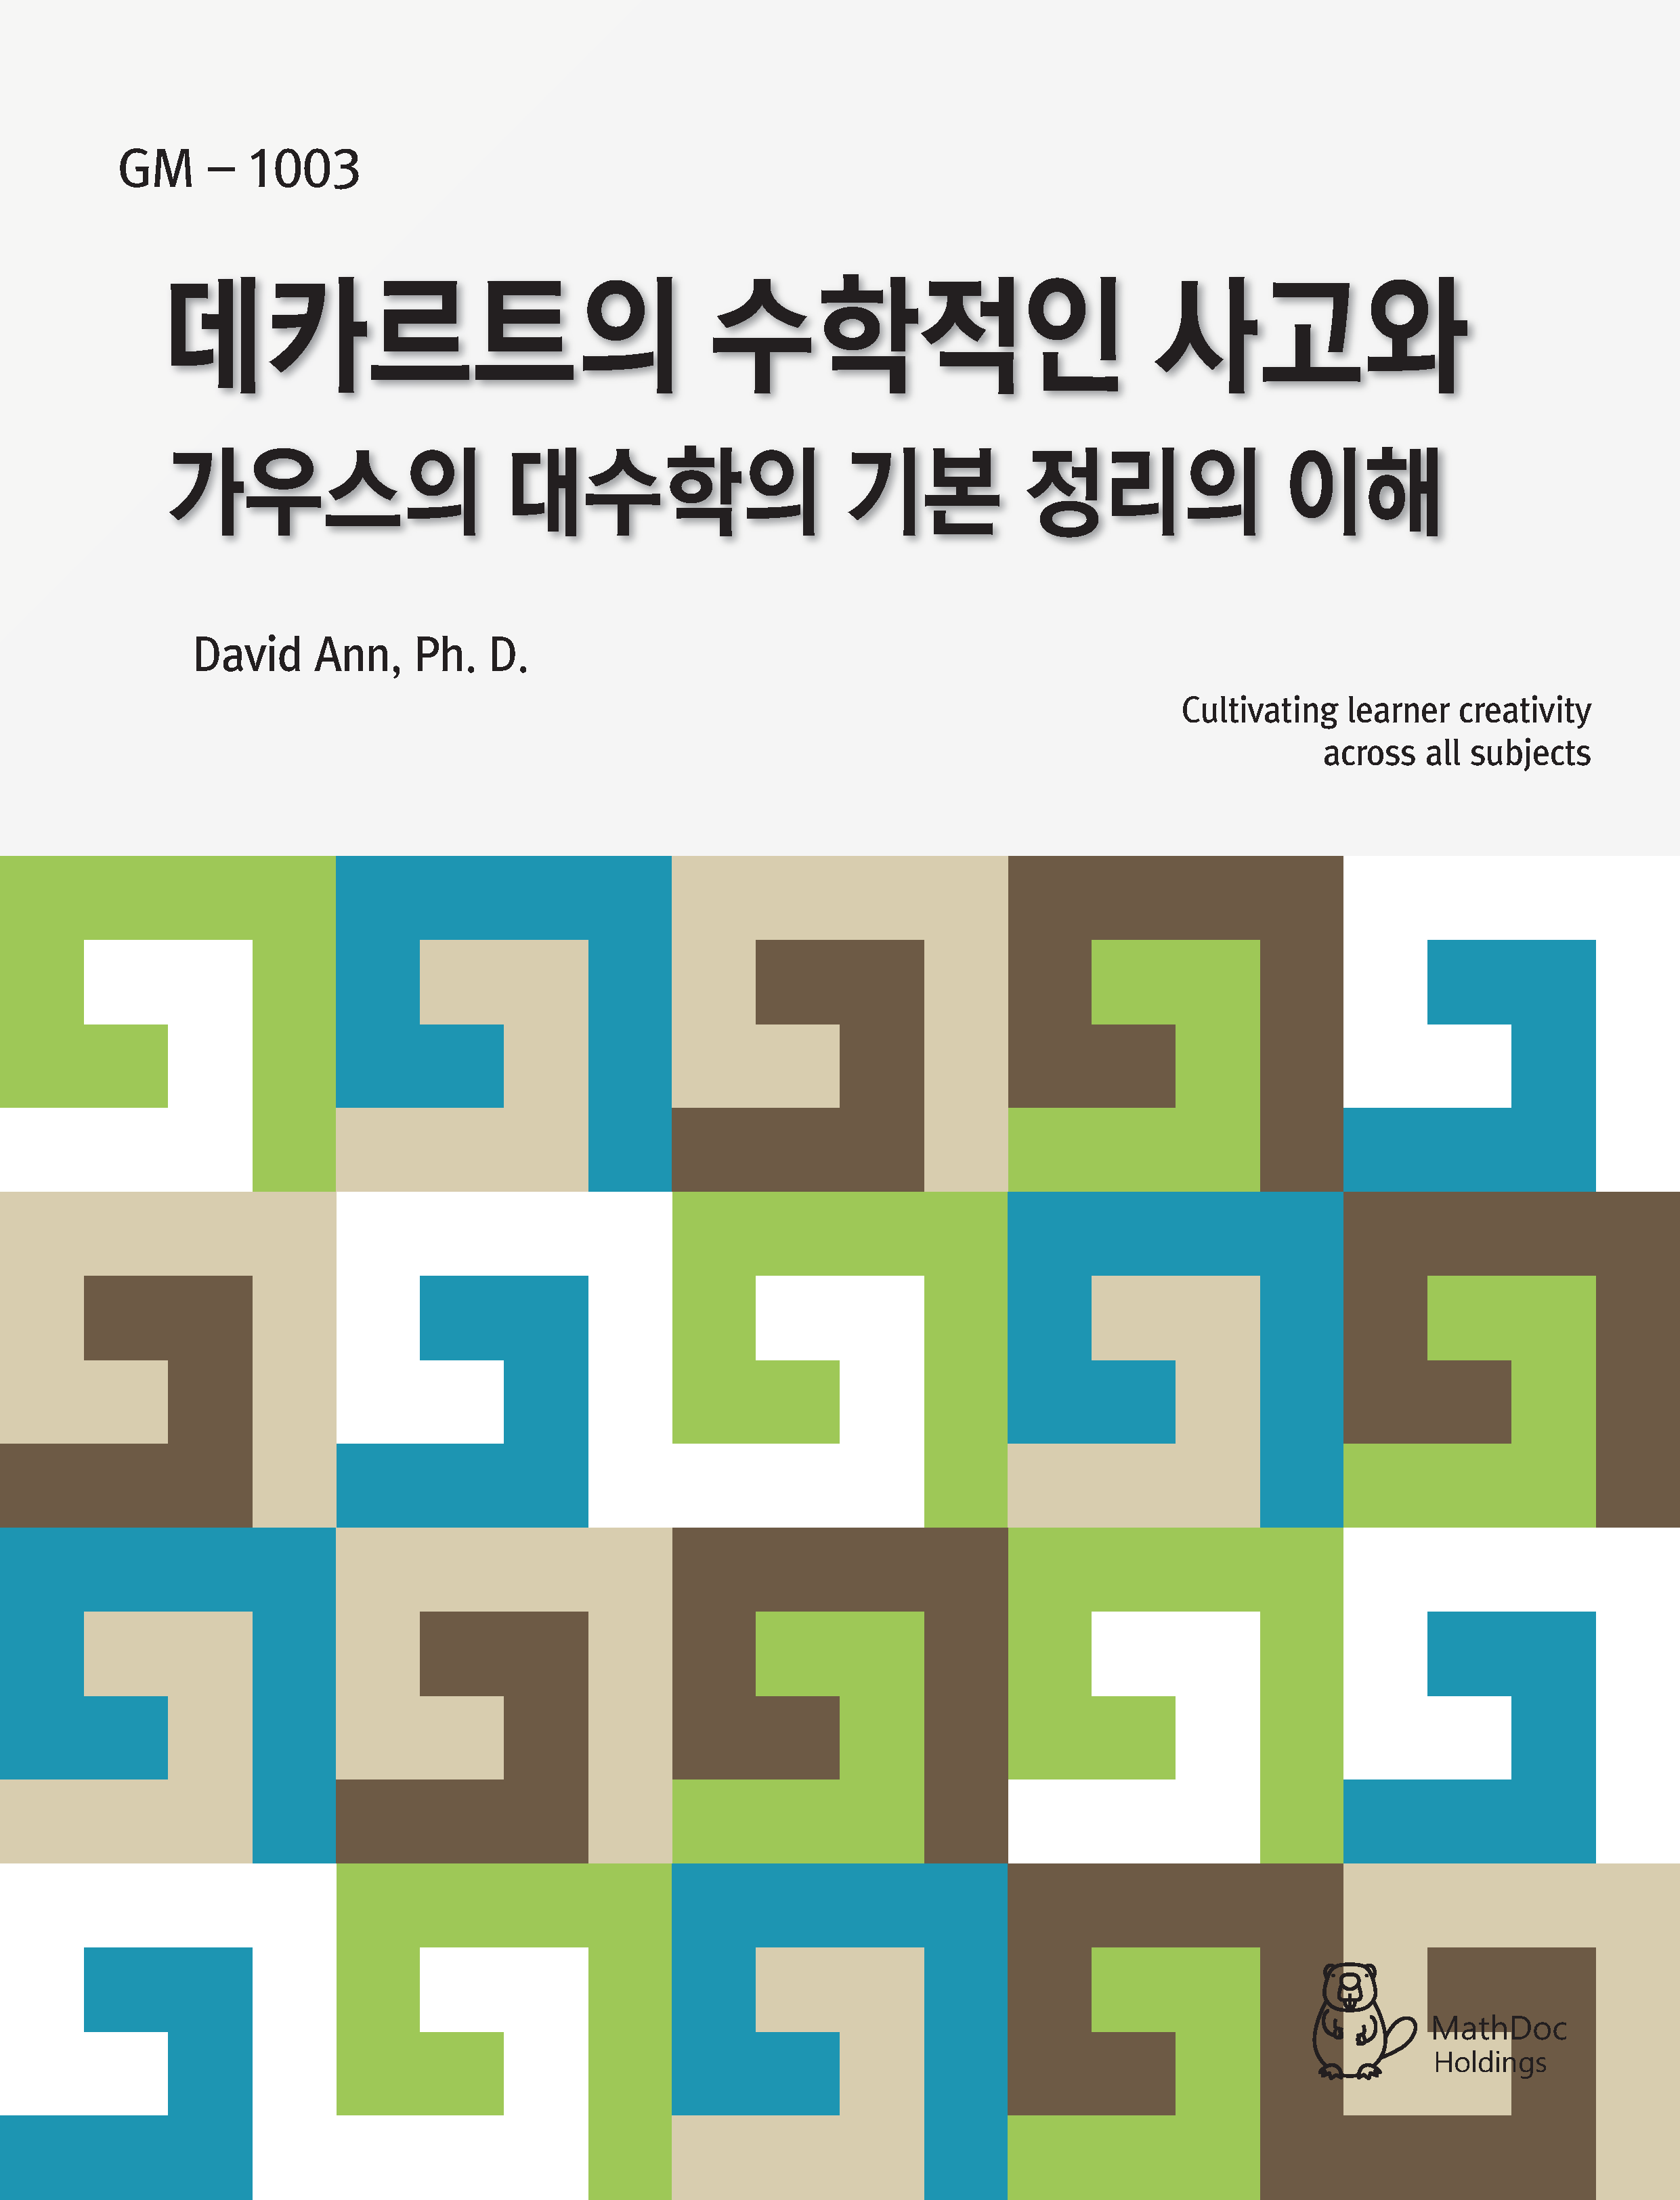 GM – 1003
데카르트의 수학적인 사고와
가우스의 대수학의 기본 정리의 이해
David Ann, Ph. D.
Cultivating learner creativity
across all subjects
MathDoc
Holdings